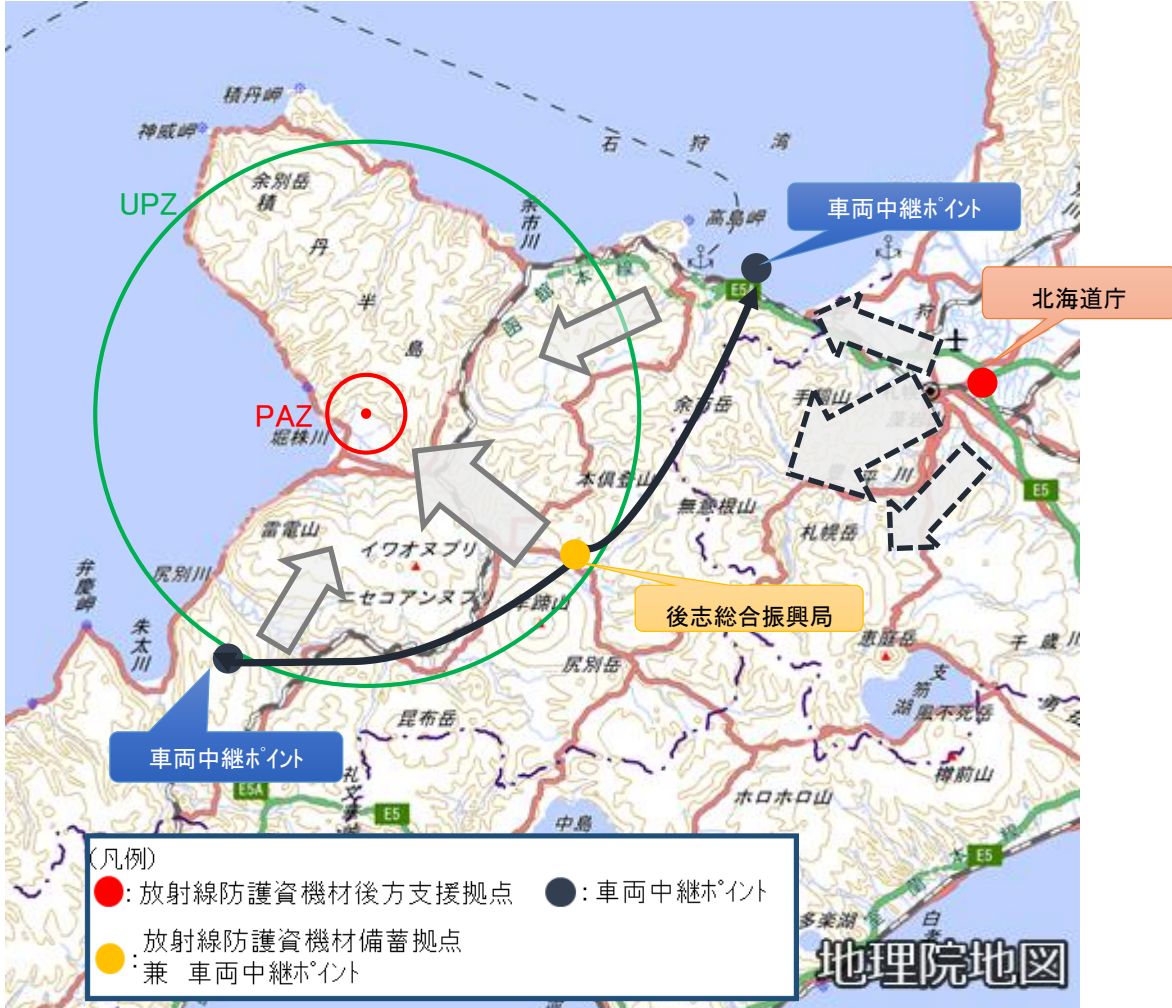 積丹岬
神威岬
石狩湾
余別岳
UPZ
積丹半島
余市川
高島岬
車両中継ポイント
E5A
北海道庁
函館本線
PAZ
堀株川
余市岳
手稲山
本倶登山
無意根山
E5
札幌岳
雷電山
イワオヌプリ
ニセコアンヌプリ
尻別川
弁慶岬
朱太川
羊蹄山
後志総合振興局
尻別岳
恵庭岳
千歳川
支笏湖
風不死岳
樽前山
昆布岳
車両中継ポイント
E5A
E5
ホロホロ山
中島
E5
多楽湖
(凡例)
: 放射線防護資機材後方支援拠点
: 車両中継ポイント
: 放射線防護資機材備蓄拠点
兼 車両中継ポイント
地理院地図